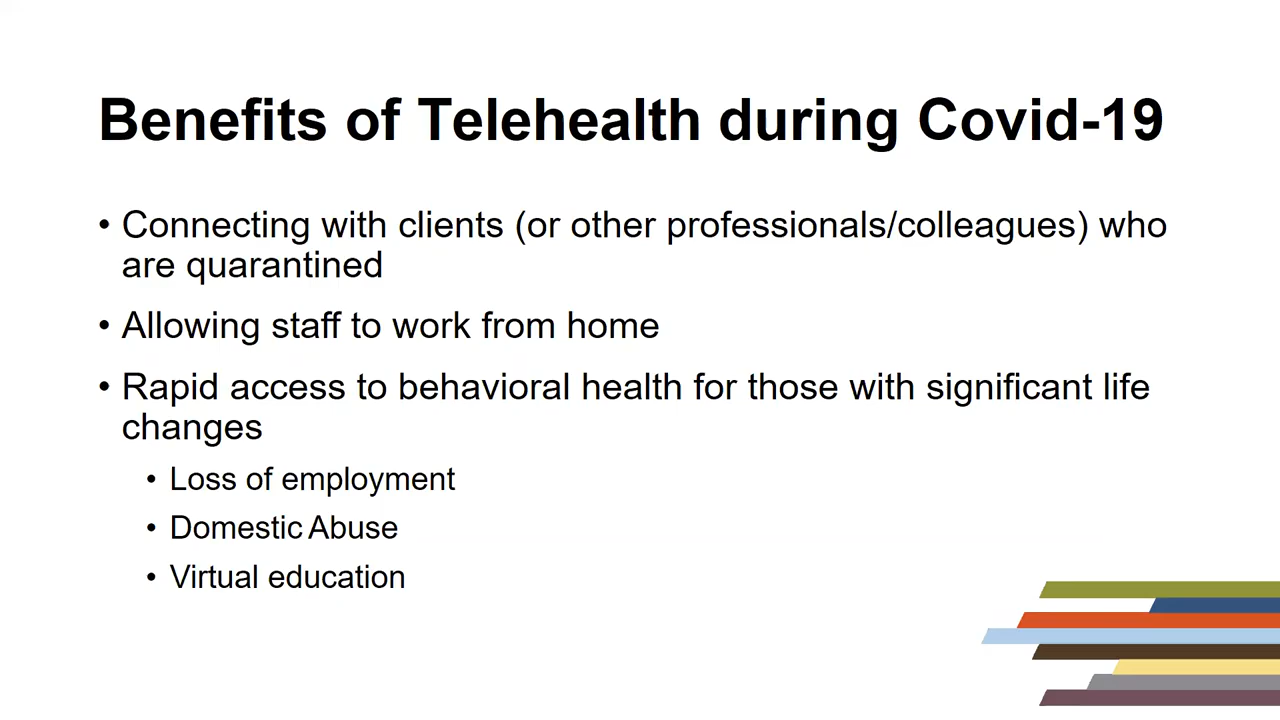 Benefits of Telehealth during Covid-19
• Connecting with clients (or other professionals/colleagues) who
are quarantined
• Allowing staff to work from home
• Rapid access to behavioral health for those with significant life
changes
• Loss of employment
• Domestic Abuse
• Virtual education